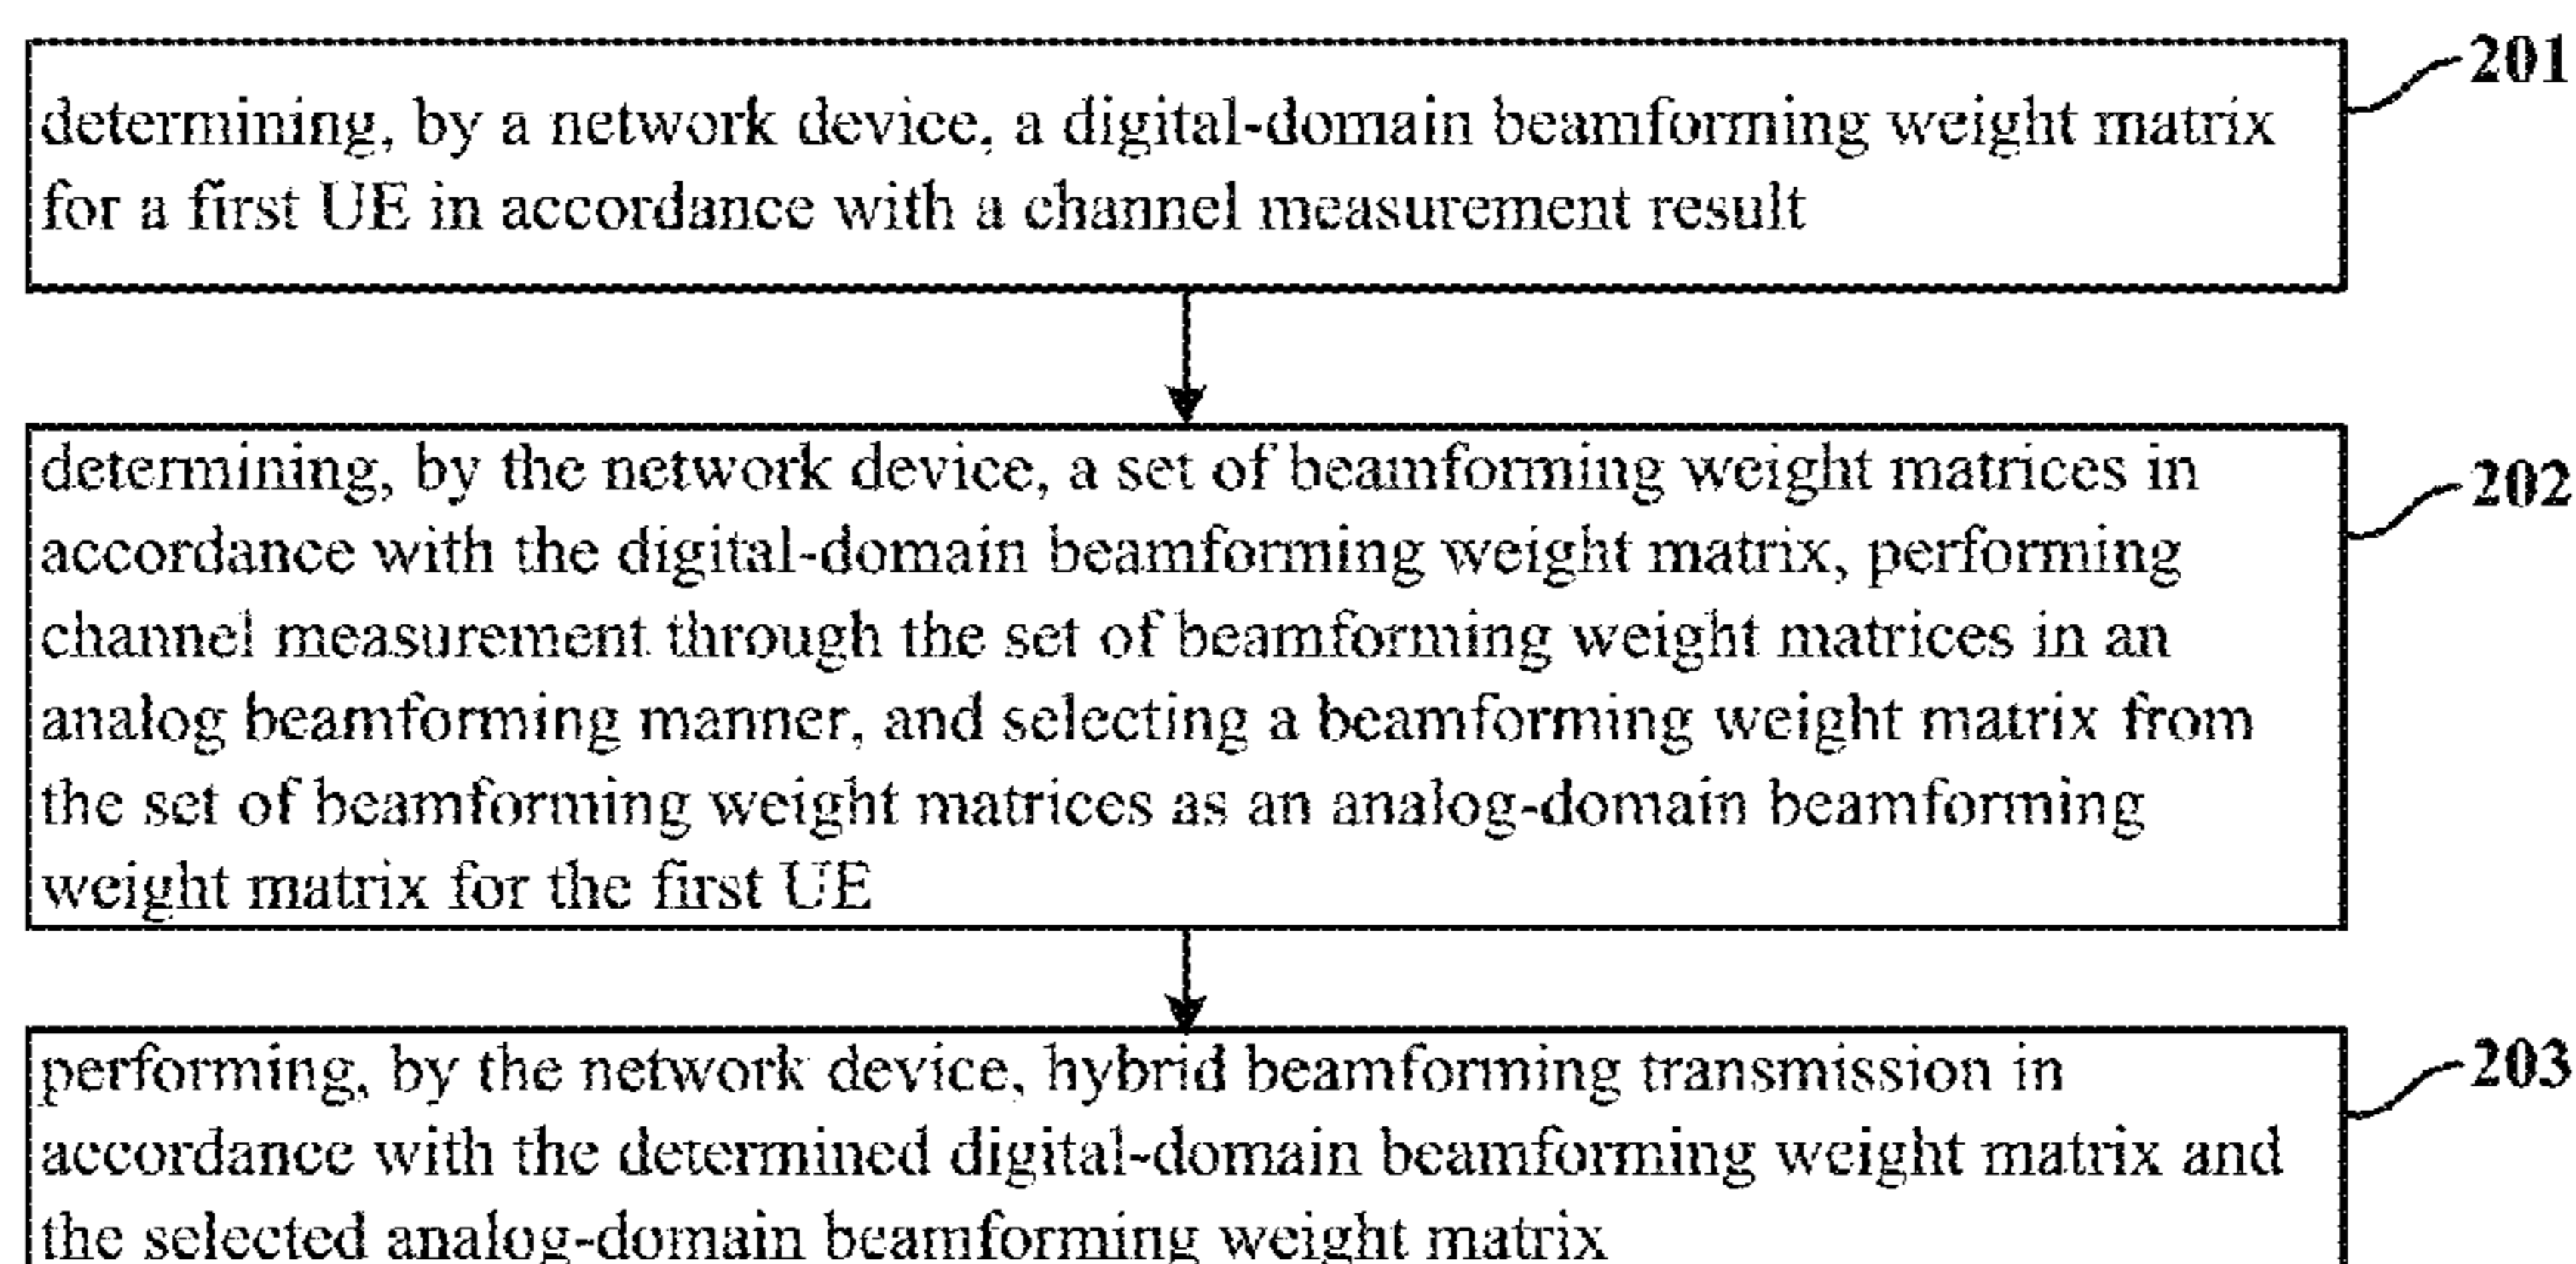 201
determining, by a network device, a digital-domain beamforming weight matrix
for a first UE in accordance with a channel measurement result
202
determining, by the network device, a set of beamforming weight matrices in
accordance with the digital-domain beamforming weight matrix, performing
channel measurement through the set of beamforming weight matrices in an
analog beamforming manner, and selecting a beamforming weight matrix from
the set of beamforming weight matrices as an analog-domain beamforming
weight matrix for the first UE
203
performing, by the network device, hybrid beamforming transmission in
accordance with the determined digital-domain beamforming weight matrix and
the selected analog-domain beamforming weight matrix